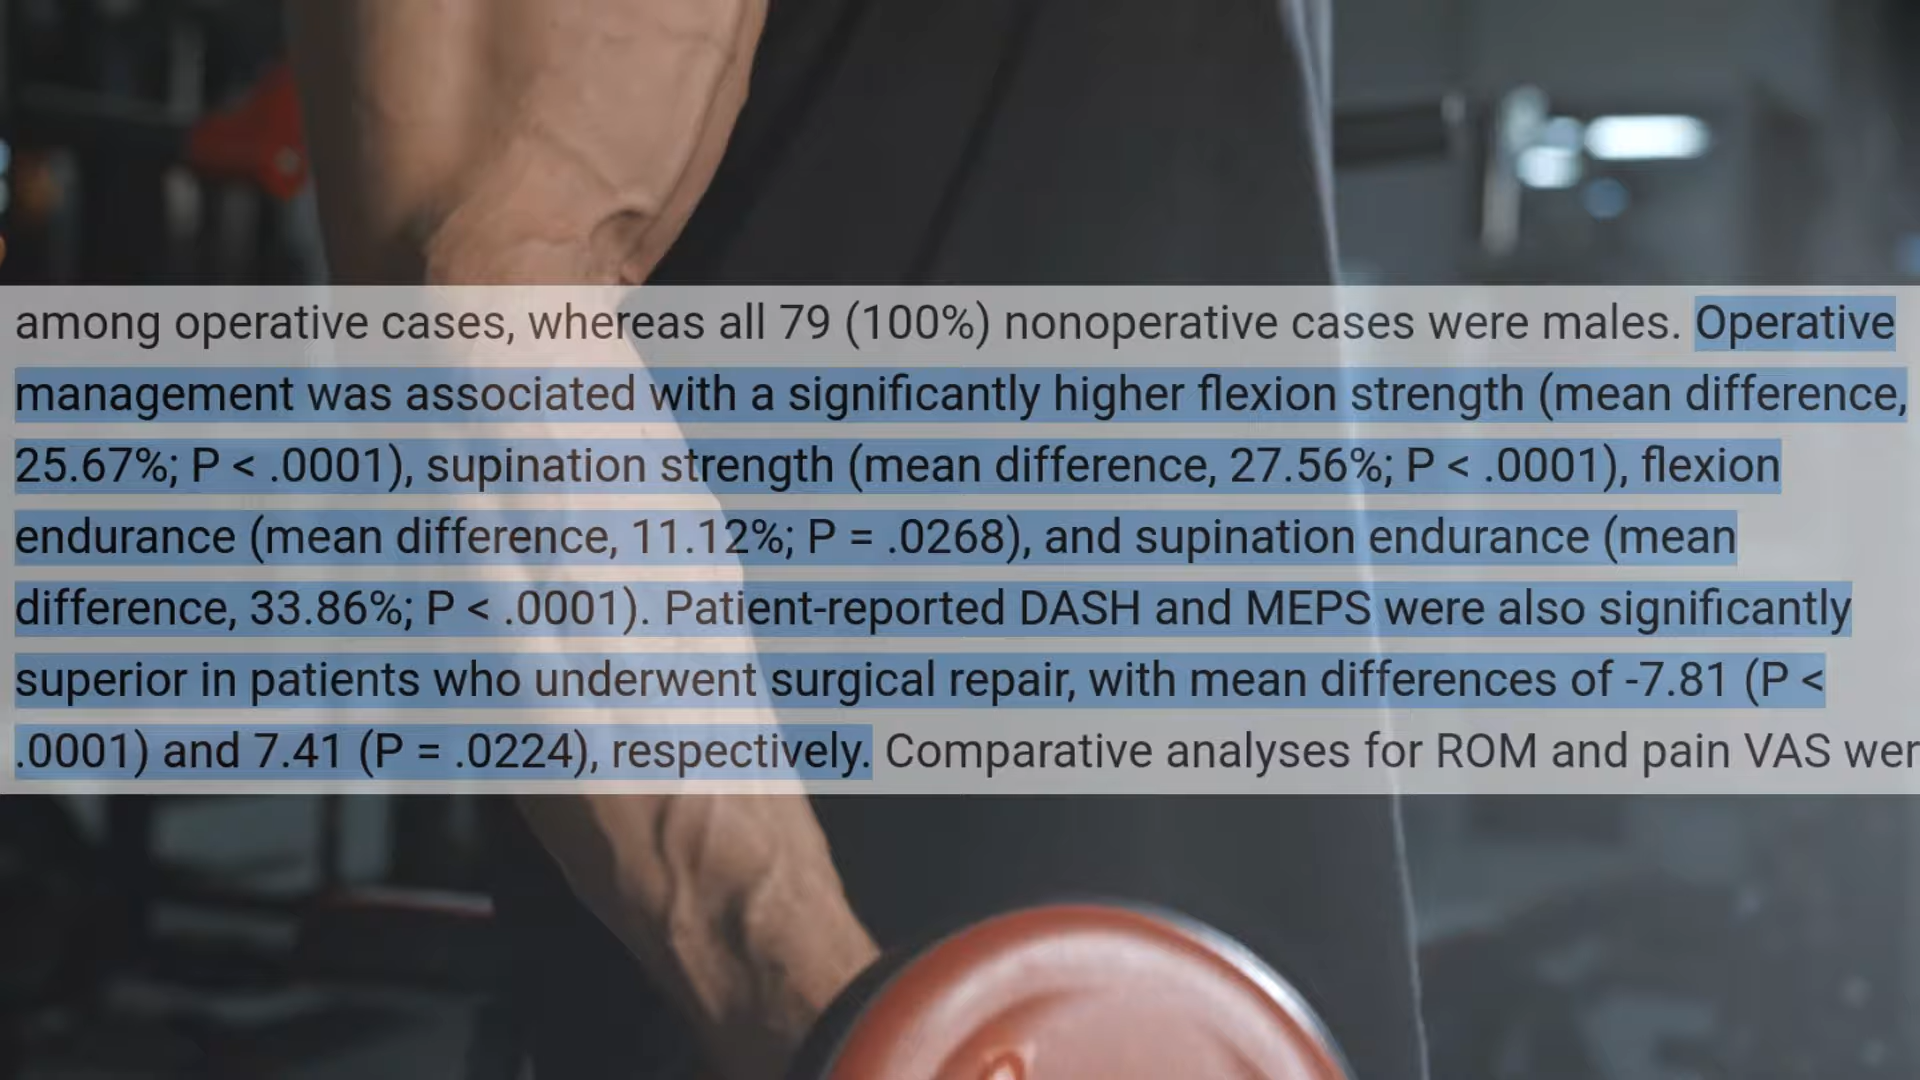 among operative cases, whereas all 79 (100%) nonoperative cases were males. Operative
management was associated with a significantly higher flexion strength (mean difference,
25.67%; P < .0001), supination strength (mean difference, 27.56%; P < .0001), flexion
endurance (mean difference, 11.12%; P = .0268), and supination endurance (mean
difference, 33.86%; P < .0001). Patient-reported DASH and MEPS were also significantly
superior in patients who underwent surgical repair, with mean differences of -7.81 (P <
.0001) and 7.41 (P = .0224), respectively. Comparative analyses for ROM and pain VAS